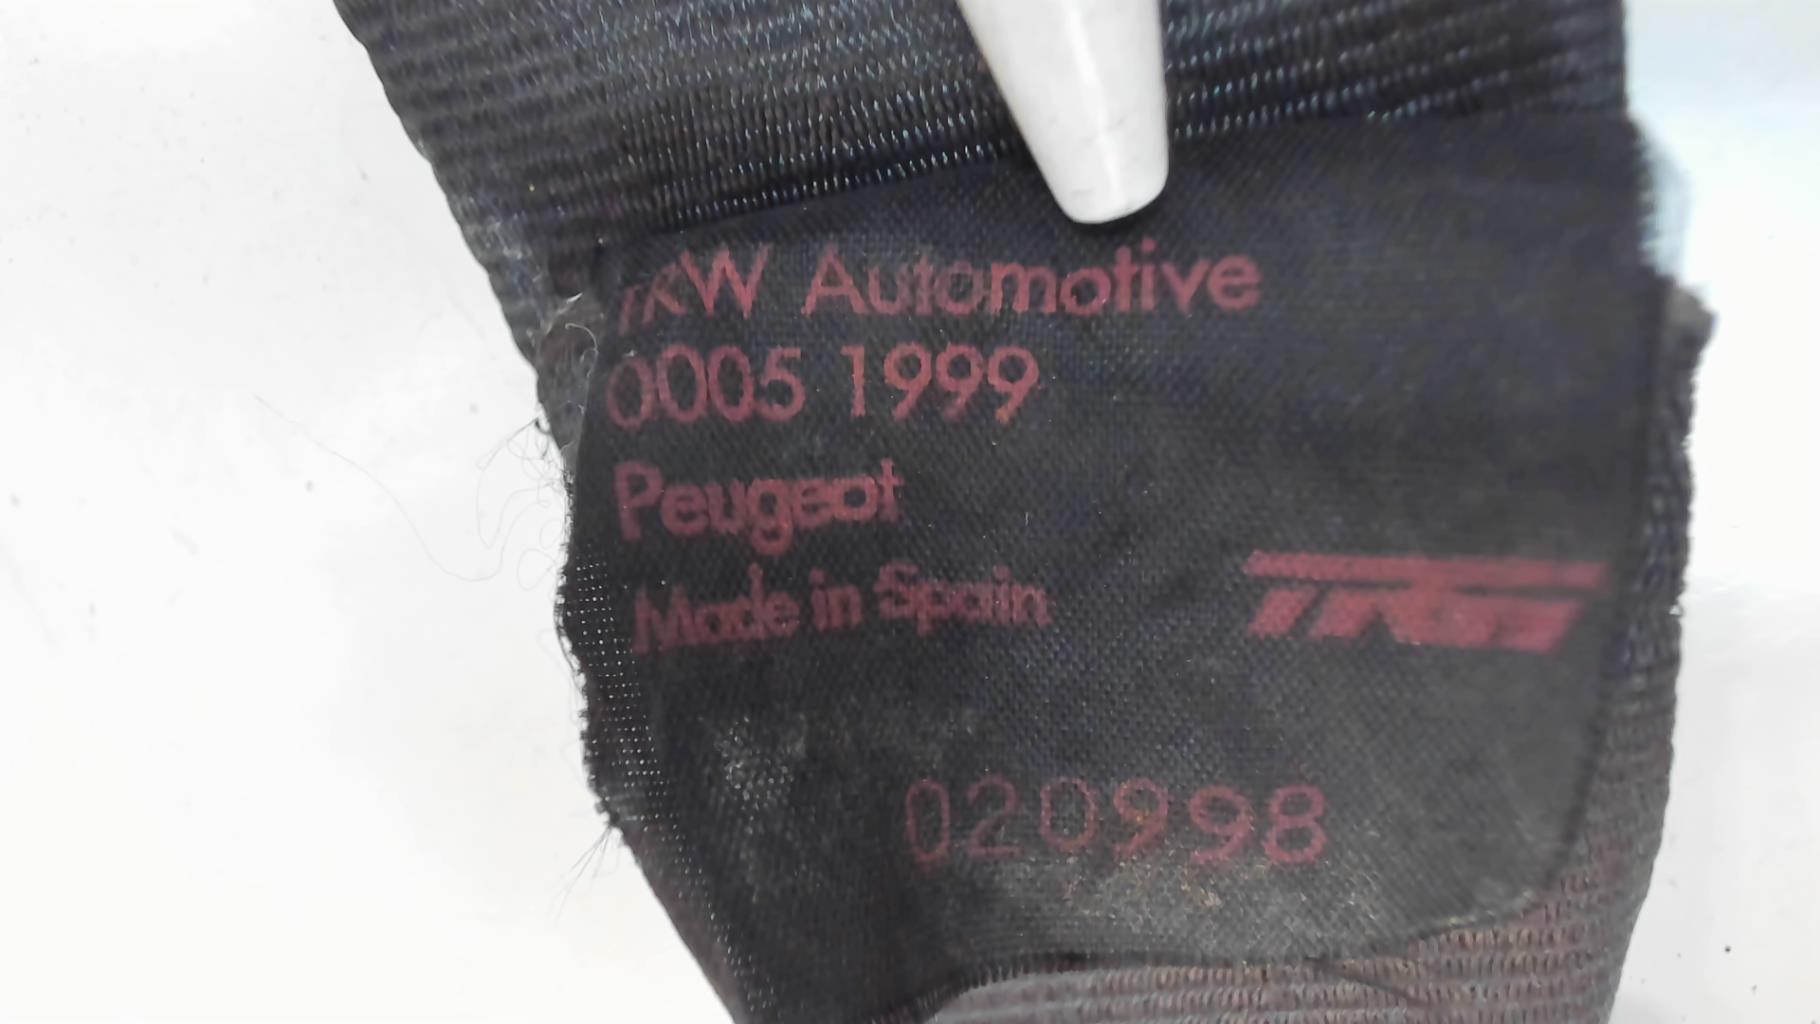 TRW Automotive
0005 1999
Peugeot
Made in Spain
TRW
020998